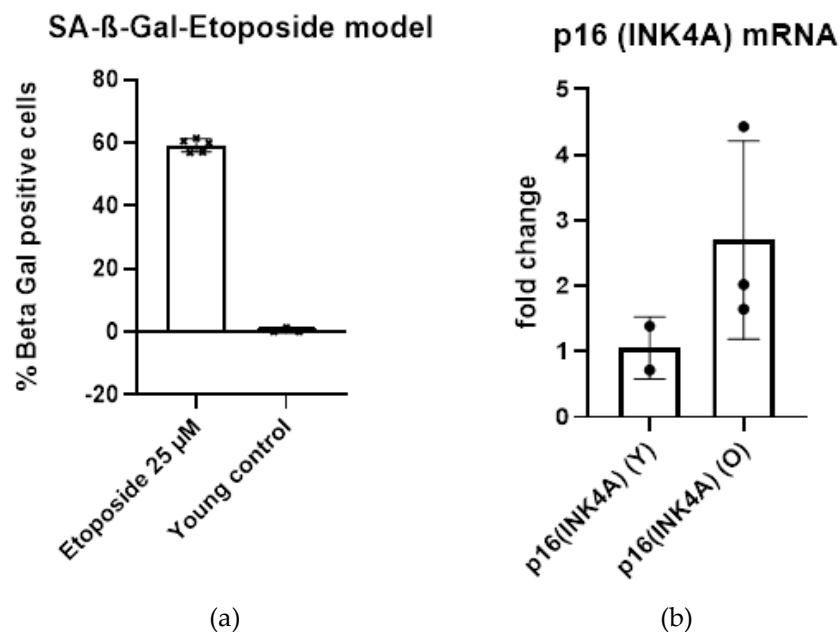 SA-ß-Gal-Etoposide model
% Beta Gal positive cells
80
60
40
20
0
-20
Etoposide 25 µM
Young control
(a)
p16 (INK4A) mRNA
fold change
5
4
3
2
1
0
p16(INK4A) (Y)
p16(INK4A) (O)
(b)